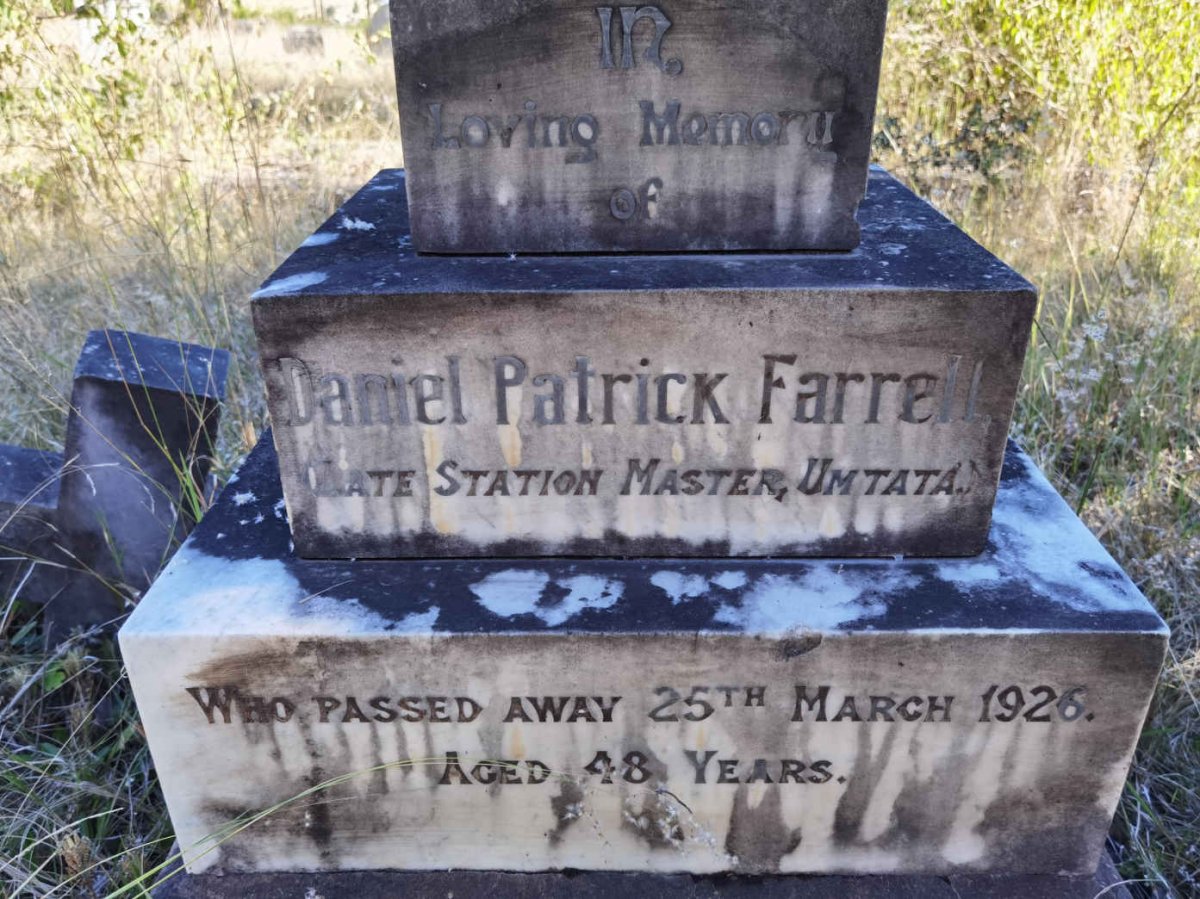 In.
Loving Memory
of
Daniel Patrick Farrell.
(Late Station Master, Umtata.)
Who passed away 25th March 1926.
Aged 48 Years.